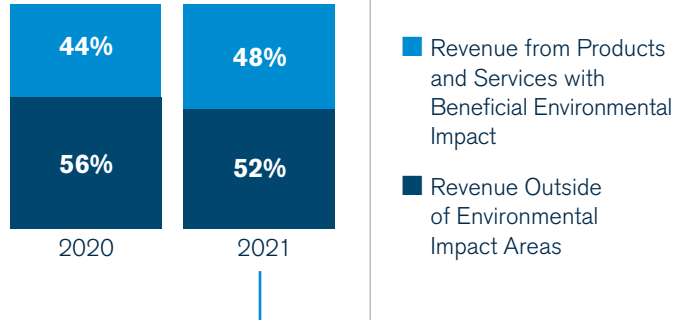 44%
48%
56%
52%
2020
2021
Revenue from Products
and Services with
Beneficial Environmental
Impact
Revenue Outside
of Environmental
Impact Areas